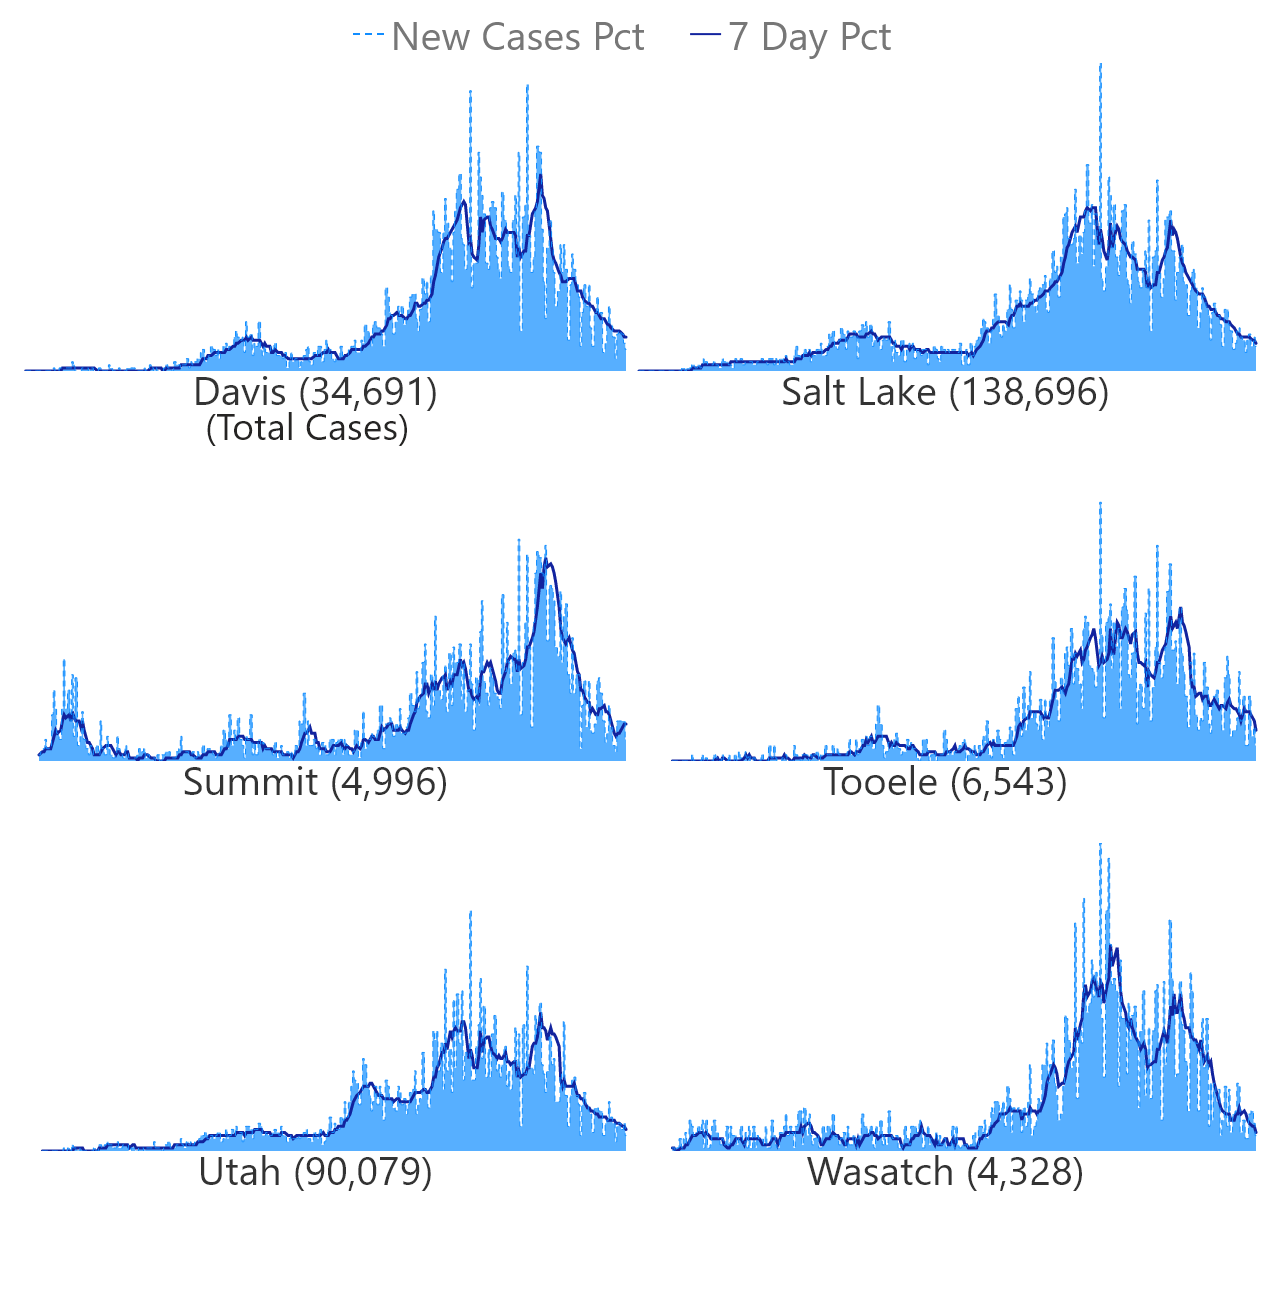 New Cases Pct 7 Day Pct
Davis (34,691) Salt Lake (138,696)
(Total Cases)
Summit (4,996) Tooele (6,543)
Utah (90,079) Wasatch (4,328)